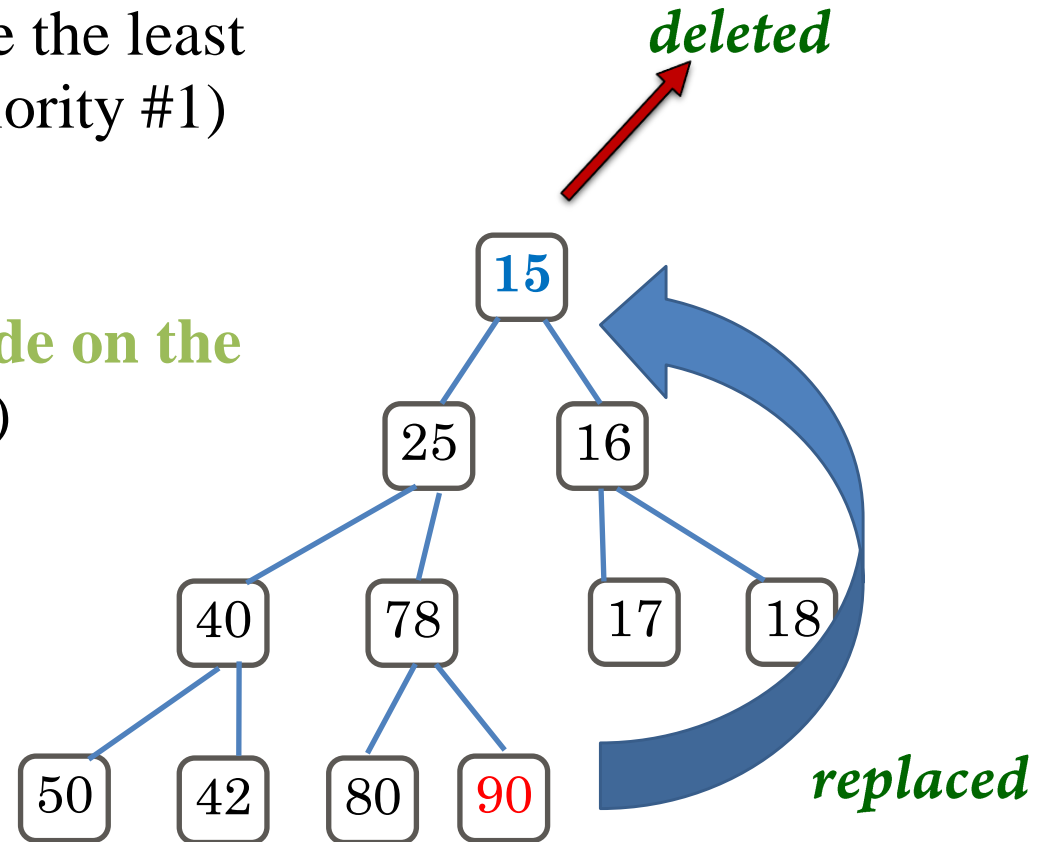 e the least
deleted
ority #1)
15
de on the
)
25 16
40 78 17 18
50 42 80 90
replaced